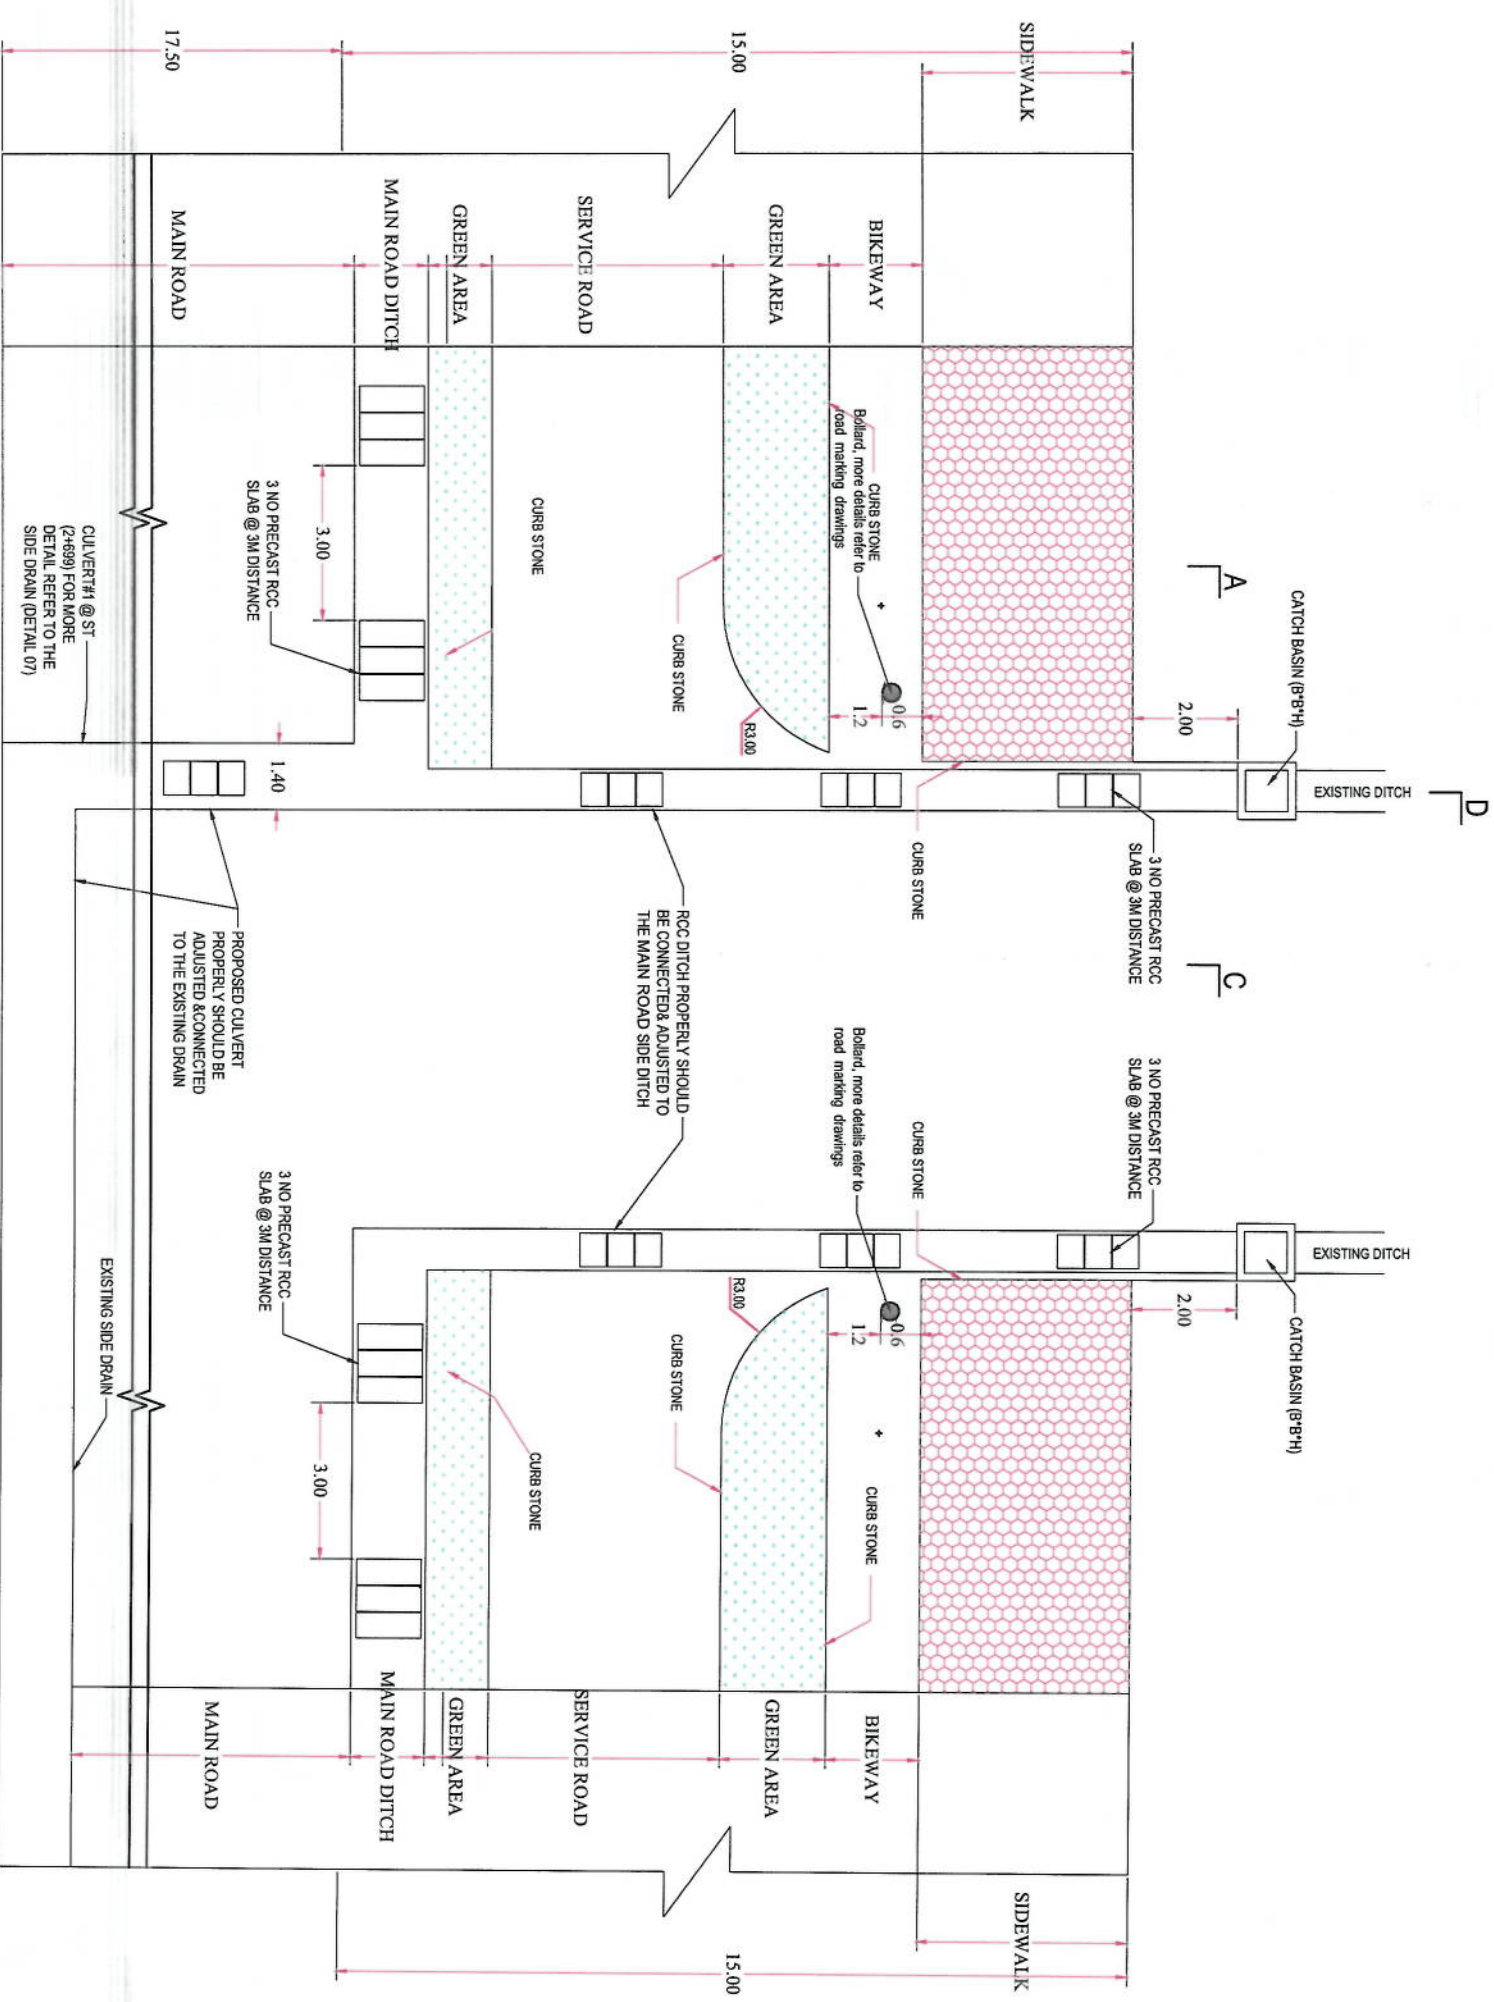 SIDEWALK
15.00
17.50
BIKEWAY
GREEN AREA
SERVICE ROAD
GREEN AREA
MAIN ROAD DITCH
MAIN ROAD
A
D
C
CATCH BASIN (B*B*H)
EXISTING DITCH
2.00
3 NO PRECAST RCC
SLAB @ 3M DISTANCE
CURB STONE
CURB STONE
Bollard, more details refer to
road marking drawings
0.6
1.2
R3.00
CURB STONE
CURB STONE
3.00
3 NO PRECAST RCC
SLAB @ 3M DISTANCE
1.40
CULVERT#1 @ ST
(2+699) FOR MORE
DETAIL REFER TO THE
SIDE DRAIN (DETAIL 07)
RCC DITCH PROPERLY SHOULD
BE CONNECTED& ADJUSTED TO
THE MAIN ROAD SIDE DITCH
PROPOSED CULVERT
PROPERLY SHOULD BE
ADJUSTED &CONNECTED
TO THE EXISTING DRAIN
3 NO PRECAST RCC
SLAB @ 3M DISTANCE
EXISTING DITCH
CATCH BASIN (B*B*H)
2.00
CURB STONE
Bollard, more details refer to
road marking drawings
0.6
1.2
R3.00
CURB STONE
CURB STONE
CURB STONE
3 NO PRECAST RCC
SLAB @ 3M DISTANCE
3.00
EXISTING SIDE DRAIN
BIKEWAY
GREEN AREA
SERVICE ROAD
GREEN AREA
MAIN ROAD DITCH
MAIN ROAD
SIDEWALK
15.00